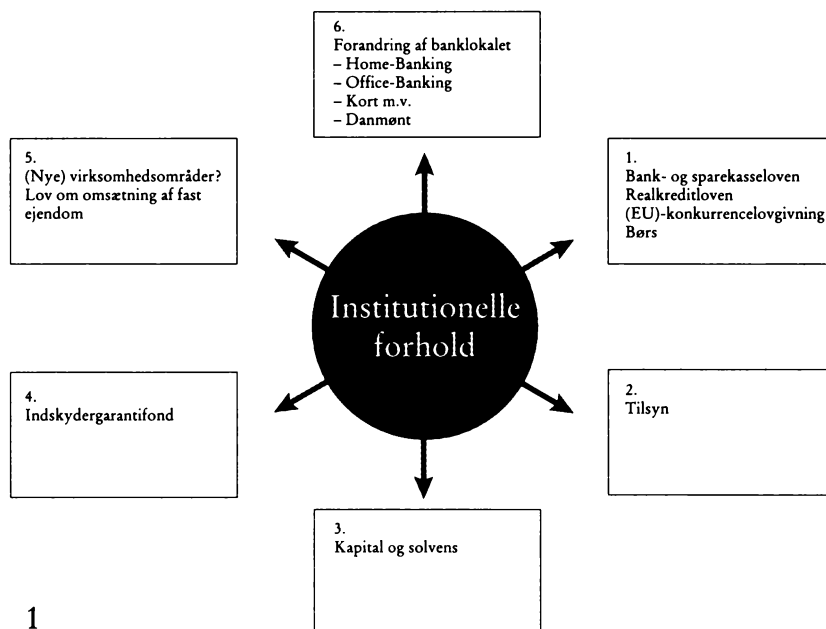 6.
Forandring af banklokalet
– Home-Banking
– Office-Banking
– Kort m.v.
– Danmønt
5.
(Nye) virksomhedsområder?
Lov om omsætning af fast
ejendom
1.
Bank- og sparekasseloven
Realkreditloven
(EU)-konkurrencelovgivning
Børs
Institutionelle
forhold
4.
Indskydergarantifond
2.
Tilsyn
3.
Kapital og solvens
1